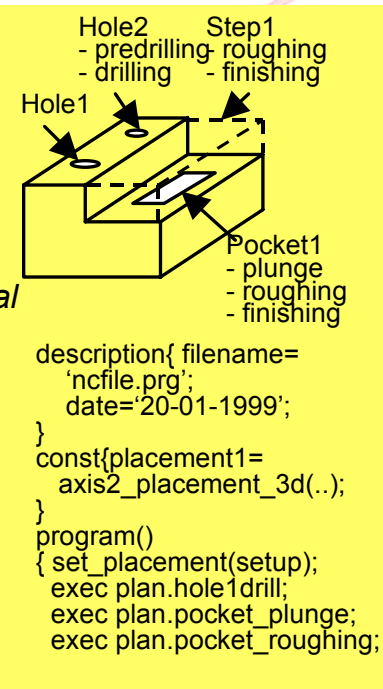 Hole2
- predrilling
- drilling
Step1
- roughing
- finishing
Hole1
Pocket1
- plunge
- roughing
- finishing
al
description{ filename=
‘ncfile.prg’;
date=‘20-01-1999’;
}
const{placement1=
axis2_placement_3d(..);
}
program()
{ set_placement(setup);
exec plan.hole1drill;
exec plan.pocket_plunge;
exec plan.pocket_roughing;